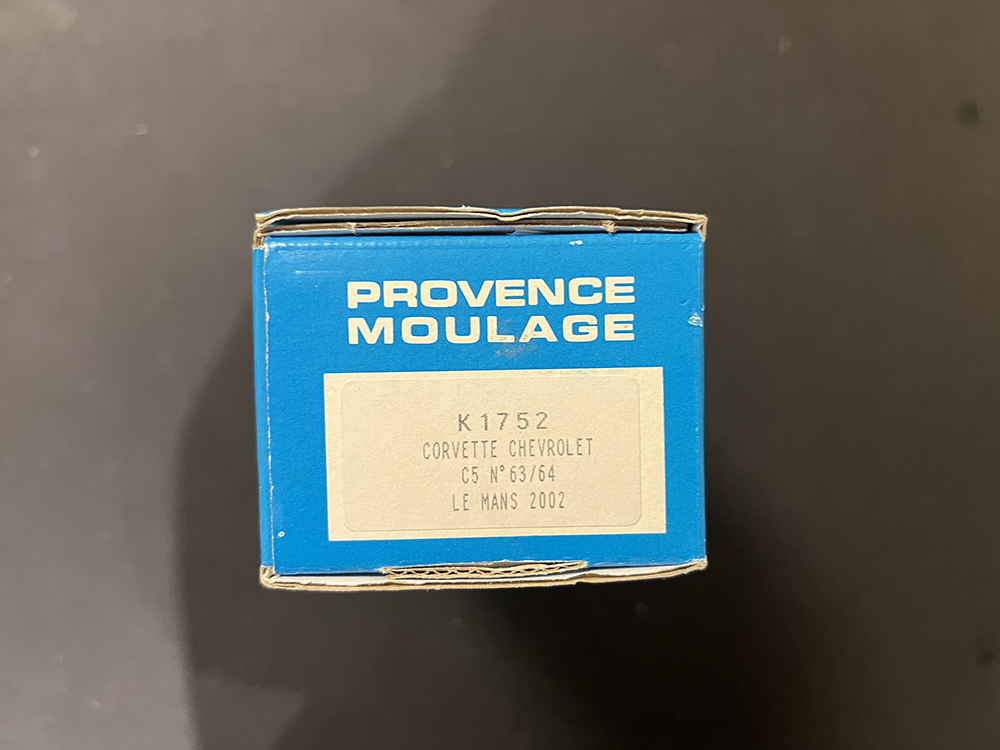 PROVENCE
MOULAGE
K1752
CORVETTE CHEVROLET
C5 N°63/64
LE MANS 2002